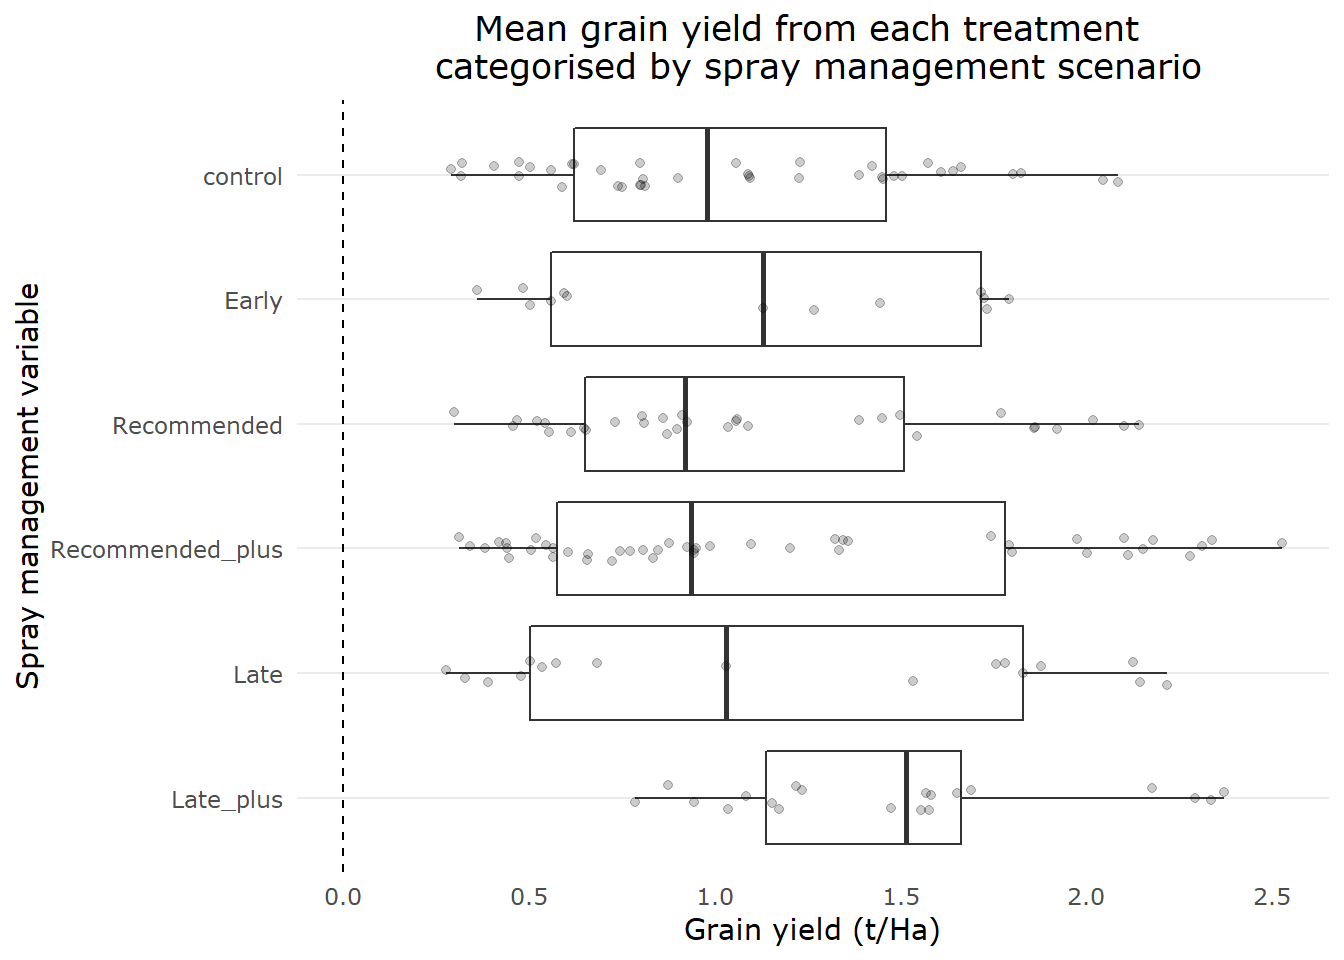 Mean grain yield from each treatment
categorised by spray management scenario
Spray management variable
control
Early
Recommended
Recommended_plus
Late
Late_plus
0.0 0.5 1.0 1.5 2.0 2.5
Grain yield (t/Ha)